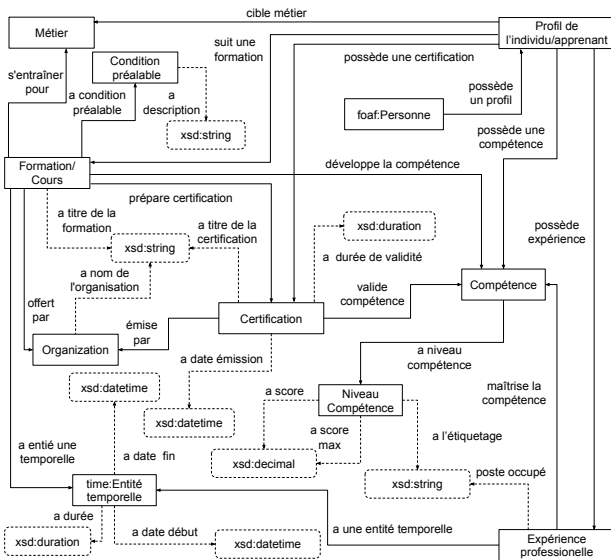 cible métier
Métier
Profil de
l'individu/apprenant
suit une
formation
possède une certification
s'entraîner
pour
Condition
préalable
a condition
préalable
a
description
xsd:string
possède
un profil
foaf:Personne
possède une
compétence
Formation/
Cours
développe la compétence
prépare certification
a titre de la
formation
a titre de la
certification
xsd:string
xsd:duration
a nom de
l'organisation
a durée de validité
possède
expérience
offert
par
Certification
valide
compétence
Compétence
Organization
émise
par
a date émission
a niveau
compétence
xsd:datetime
xsd:datetime
a score
Niveau
Compétence
maîtrise la
compétence
a score
max
a l'étiquetage
a entié une
temporelle
a date fin
xsd:decimal
xsd:string
poste occupé
time:Entité
temporelle
a durée
a date début
a une entité temporelle
xsd:duration
xsd:datetime
Expérience
professionelle